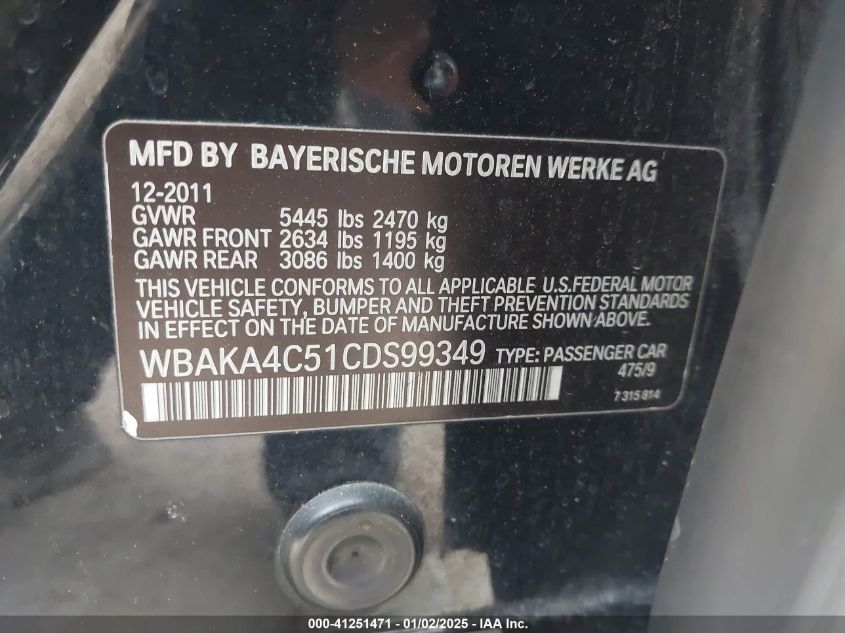 MFD BY BAYERISCHE MOTOREN WERKE AG
12-2011
GVWR 5445 lbs 2470 kg
GAWR FRONT 2634 lbs 1195 kg
GAWR REAR 3086 lbs 1400 kg
THIS VEHICLE CONFORMS TO ALL APPLICABLE U.S.FEDERAL MOTOR
VEHICLE SAFETY, BUMPER AND THEFT PREVENTION STANDARDS
IN EFFECT ON THE DATE OF MANUFACTURE SHOWN ABOVE.
WBAKA4C51CDS99349 TYPE: PASSENGER CAR
475/9
7 315 814
000-41251471 - 01/02/2025 - IAA, Inc.